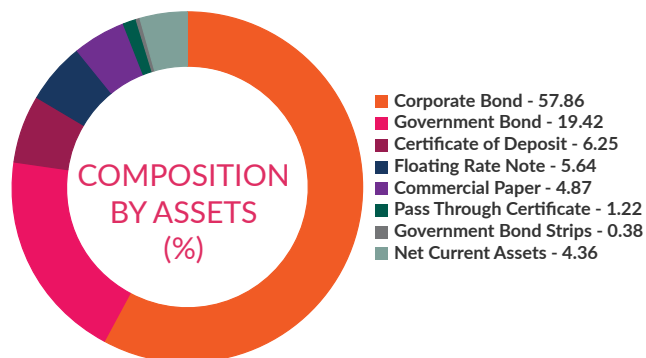 COMPOSITION
BY ASSETS
(%)
Corporate Bond - 57.86
Government Bond - 19.42
Certificate of Deposit - 6.25
Floating Rate Note - 5.64
Commercial Paper - 4.87
Pass Through Certificate - 1.22
Government Bond Strips - 0.38
Net Current Assets - 4.36